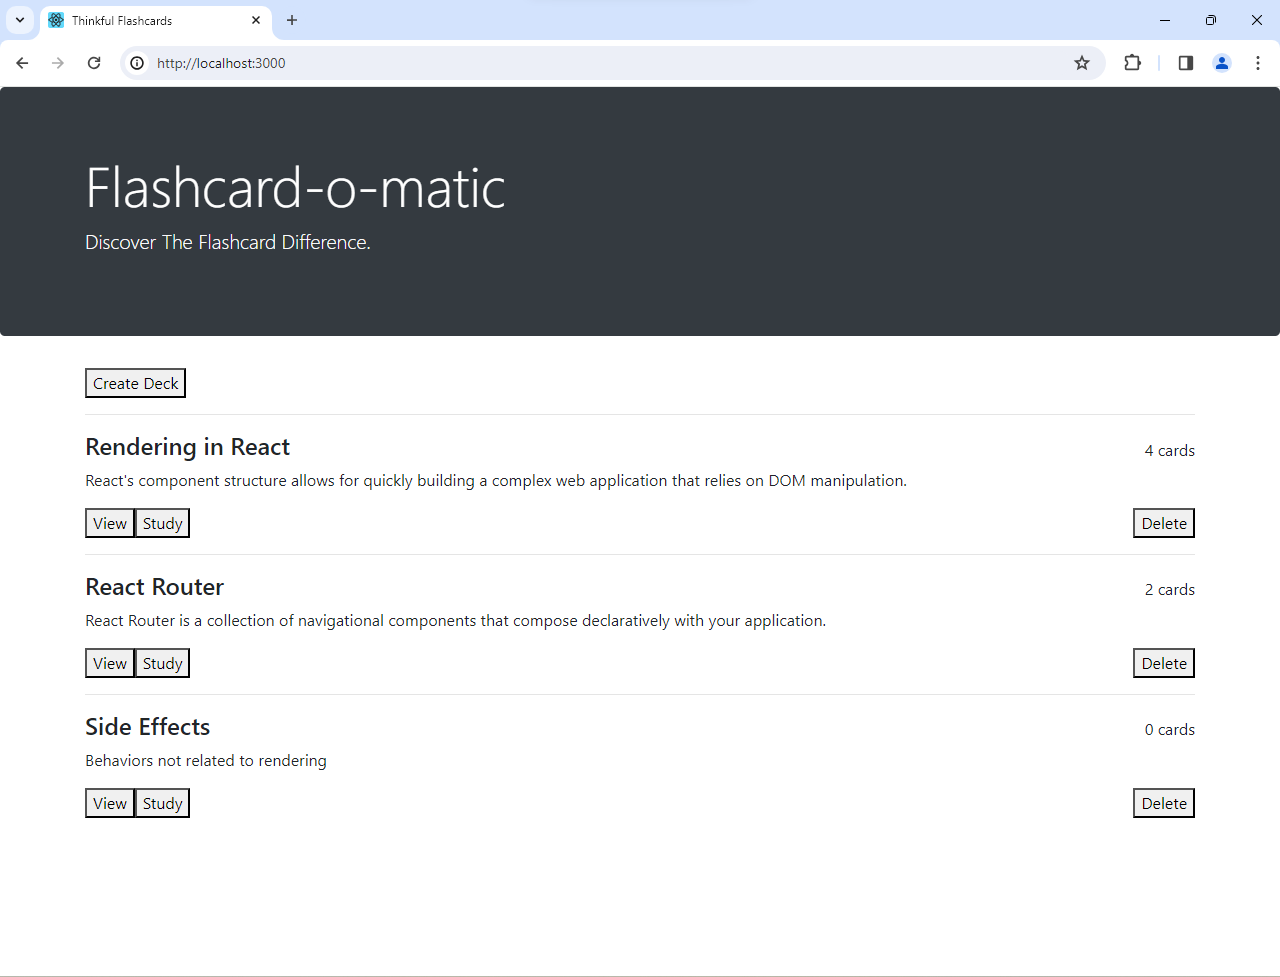 Thinkful Flashcards
http://localhost:3000
Flashcard-o-matic
Discover The Flashcard Difference.
Create Deck
Rendering in React
4 cards
React's component structure allows for quickly building a complex web application that relies on DOM manipulation.
View Study Delete
React Router
2 cards
React Router is a collection of navigational components that compose declaratively with your application.
View Study Delete
Side Effects
0 cards
Behaviors not related to rendering
View Study Delete